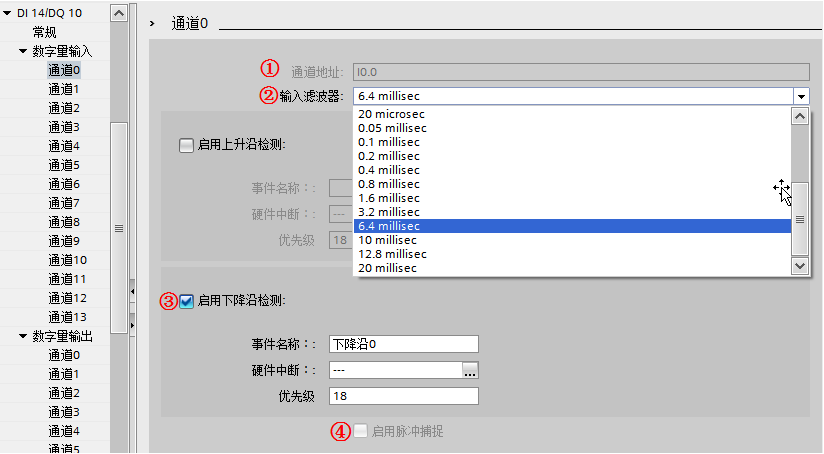 DI 14/DQ 10
常规
数字量输入
通道0
通道1
通道2
通道3
通道4
通道5
通道6
通道7
通道8
通道9
通道10
通道11
通道12
通道13
数字量输出
通道0
通道1
通道2
通道3
通道4
通道5
通道0
① 通道地址: I0.0
② 输入滤波器: 6.4 millisec
20 microsec
0.05 millisec
0.1 millisec
0.2 millisec
0.4 millisec
0.8 millisec
1.6 millisec
3.2 millisec
6.4 millisec
10 millisec
12.8 millisec
20 millisec
启用上升沿检测:
事件名称::
硬件中断:: ---
优先级 18
③ 启用下降沿检测:
事件名称:: 下降沿0
硬件中断:: --- ...
优先级 18
④ 启用脉冲捕捉